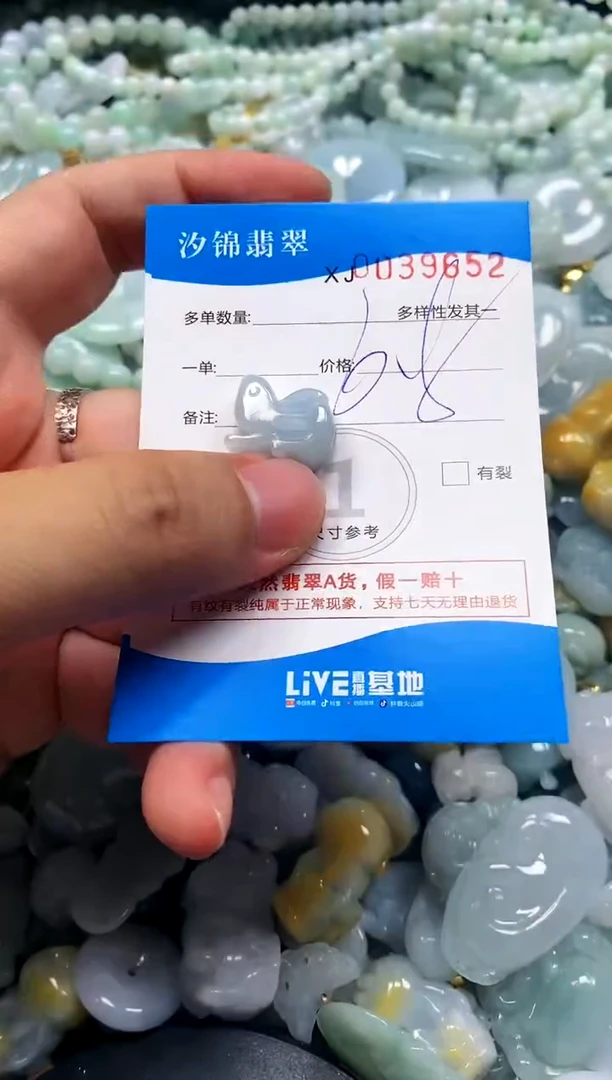 汐锦翡翠
XJ0039652
多单数量: 多样性发其一
一单: 价格:
68
备注:
1
有裂
尺寸参考
然翡翠A货，假一赔十
有纹有裂纯属于正常现象，支持七天无理由退货
LiVE直播基地